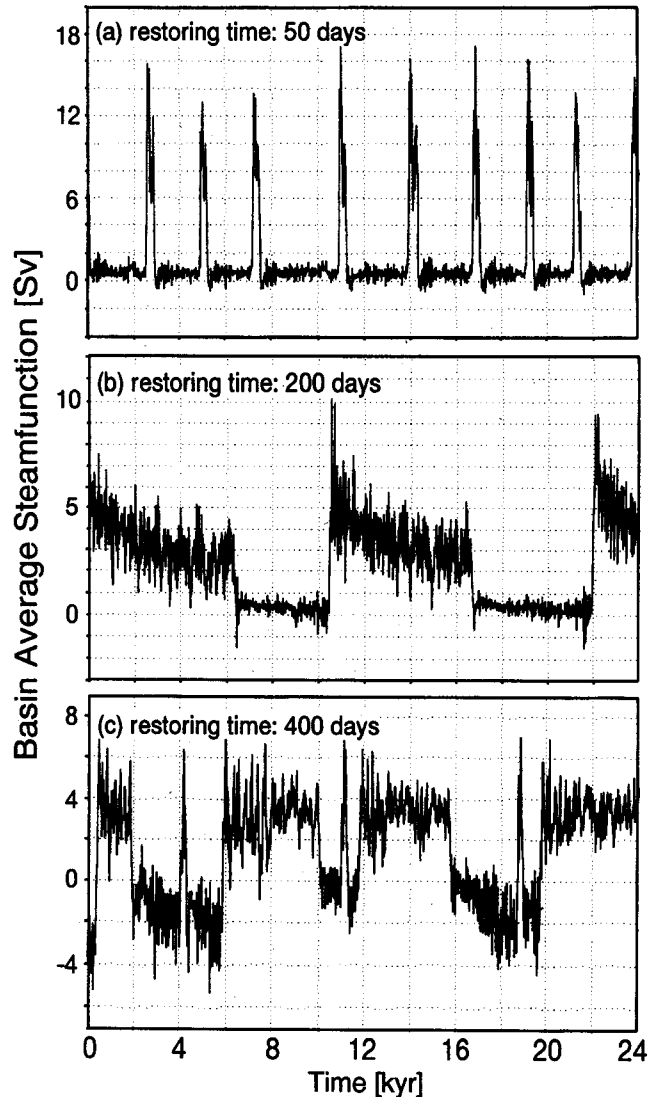 Basin Average Steamfunction [Sv]
(a) restoring time: 50 days
18
12
6
0
(b) restoring time: 200 days
10
5
0
(c) restoring time: 400 days
8
4
0
-4
0 4 8 12 16 20 24
Time [kyr]